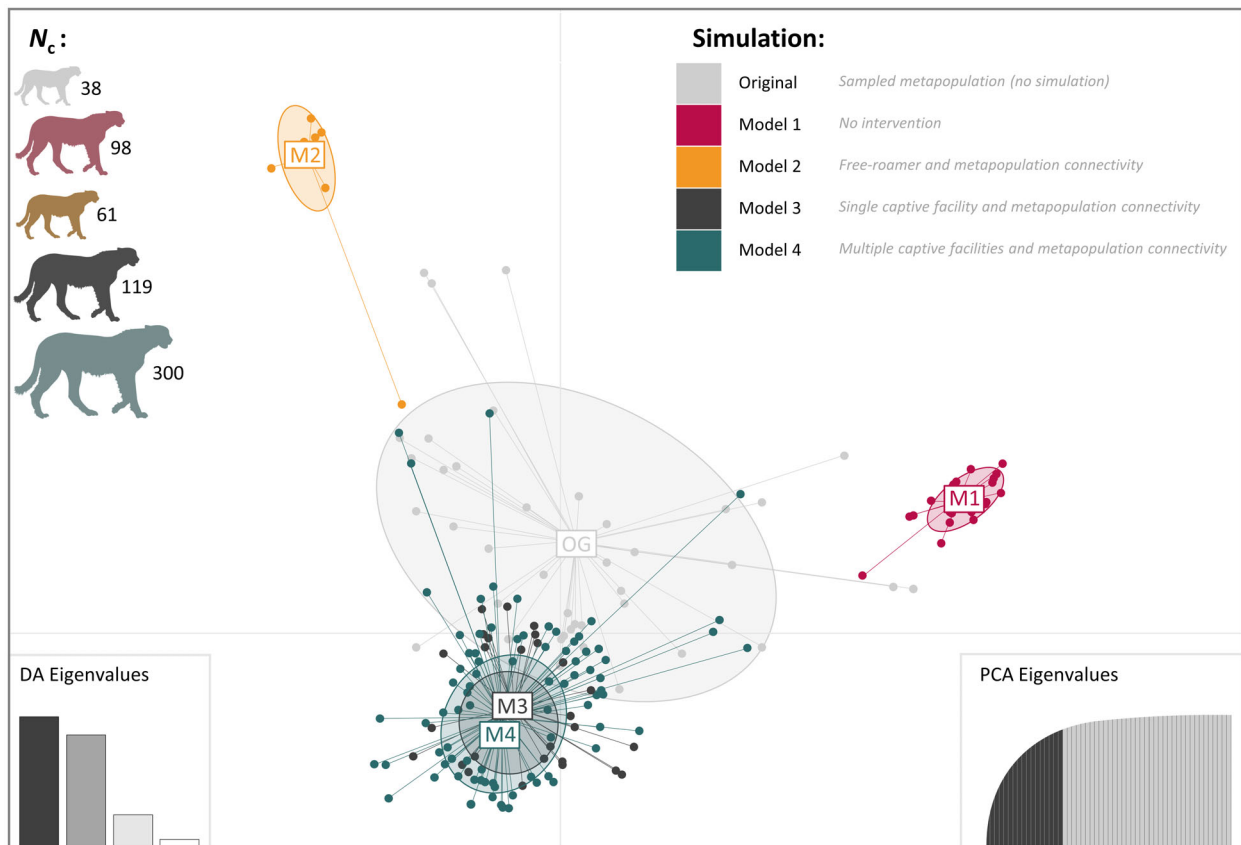 Nc :
38
98
61
119
300
Simulation:
Original Sampled metapopulation (no simulation)
Model 1 No intervention
Model 2 Free-roamer and metapopulation connectivity
Model 3 Single captive facility and metapopulation connectivity
Model 4 Multiple captive facilities and metapopulation connectivity
M2
M1
OG
M3
M4
DA Eigenvalues
PCA Eigenvalues